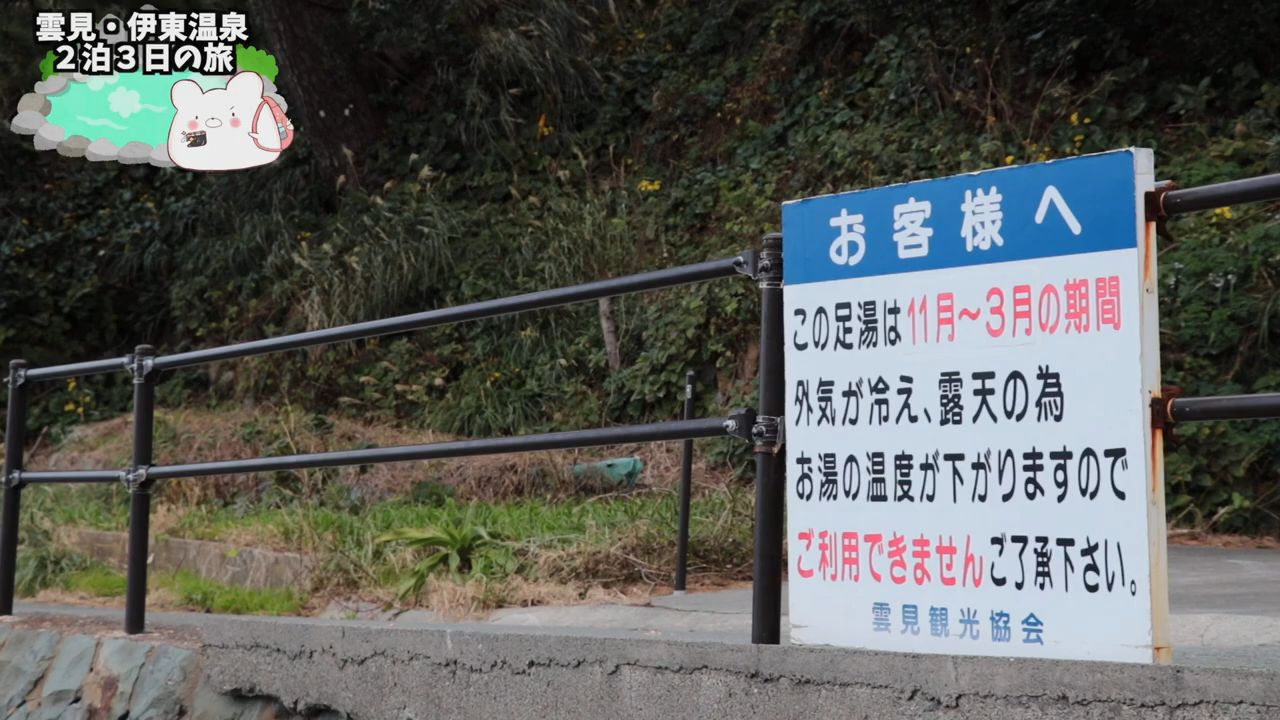 雲見・伊東温泉
２泊３日の旅
お客様へ
この足湯は11月～３月の期間
外気が冷え、露天の為
お湯の温度が下がりますので
ご利用できませんご了承下さい。
雲見観光協会